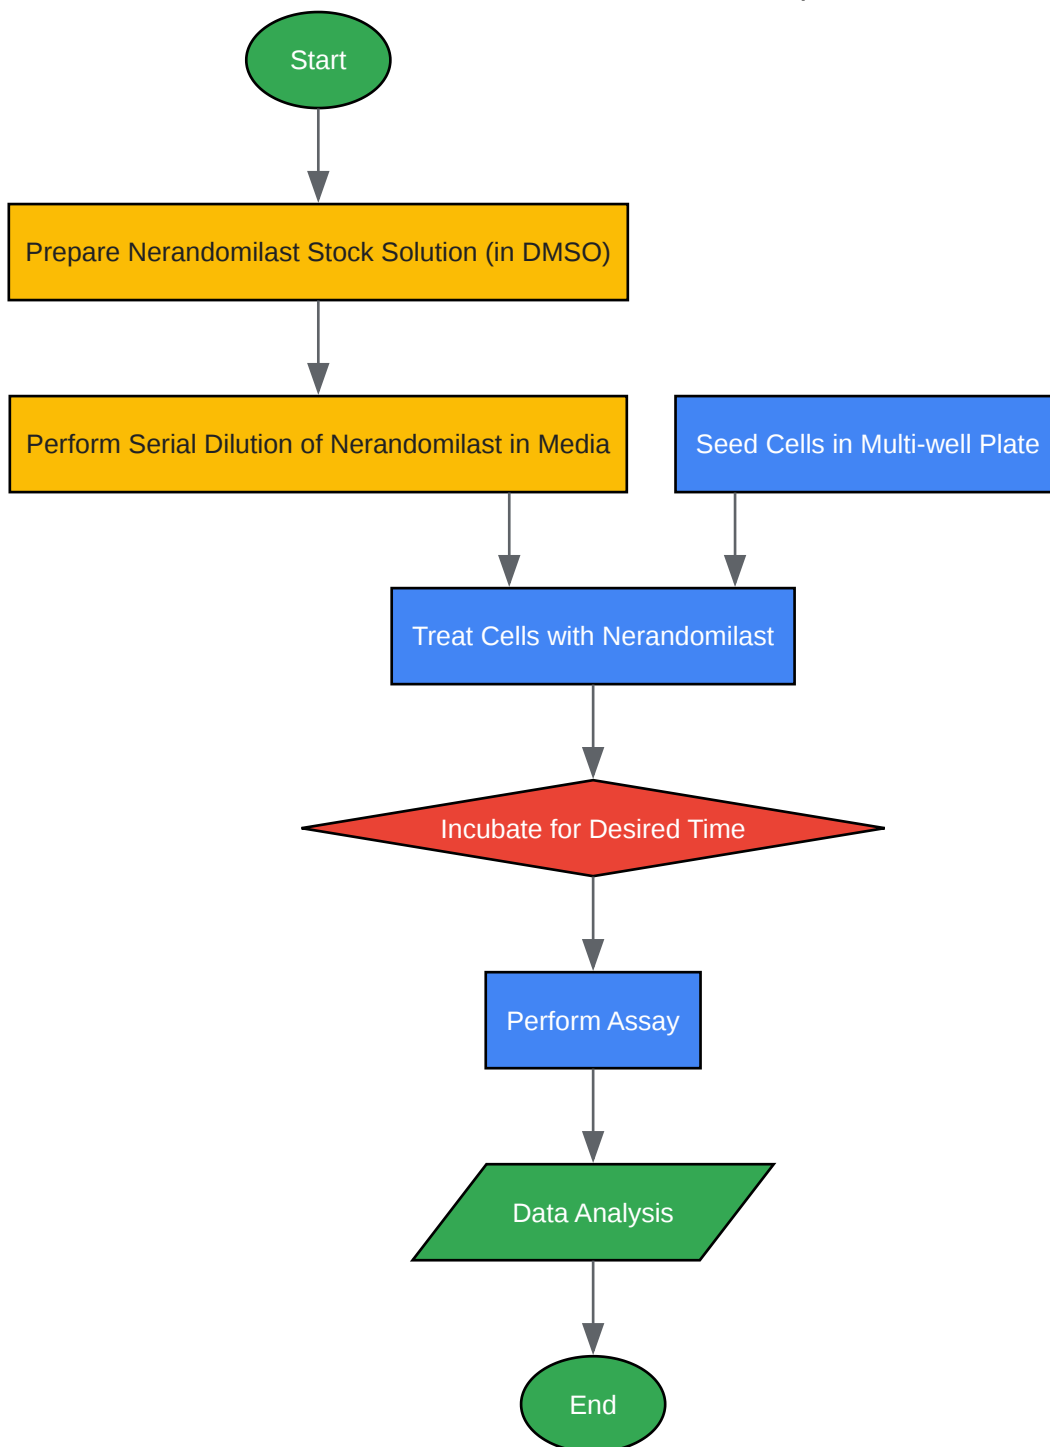 Start
Prepare Nerandomilast Stock Solution (in DMSO)
Perform Serial Dilution of Nerandomilast in Media
Seed Cells in Multi-well Plate
Treat Cells with Nerandomilast
Incubate for Desired Time
Perform Assay
Data Analysis
End